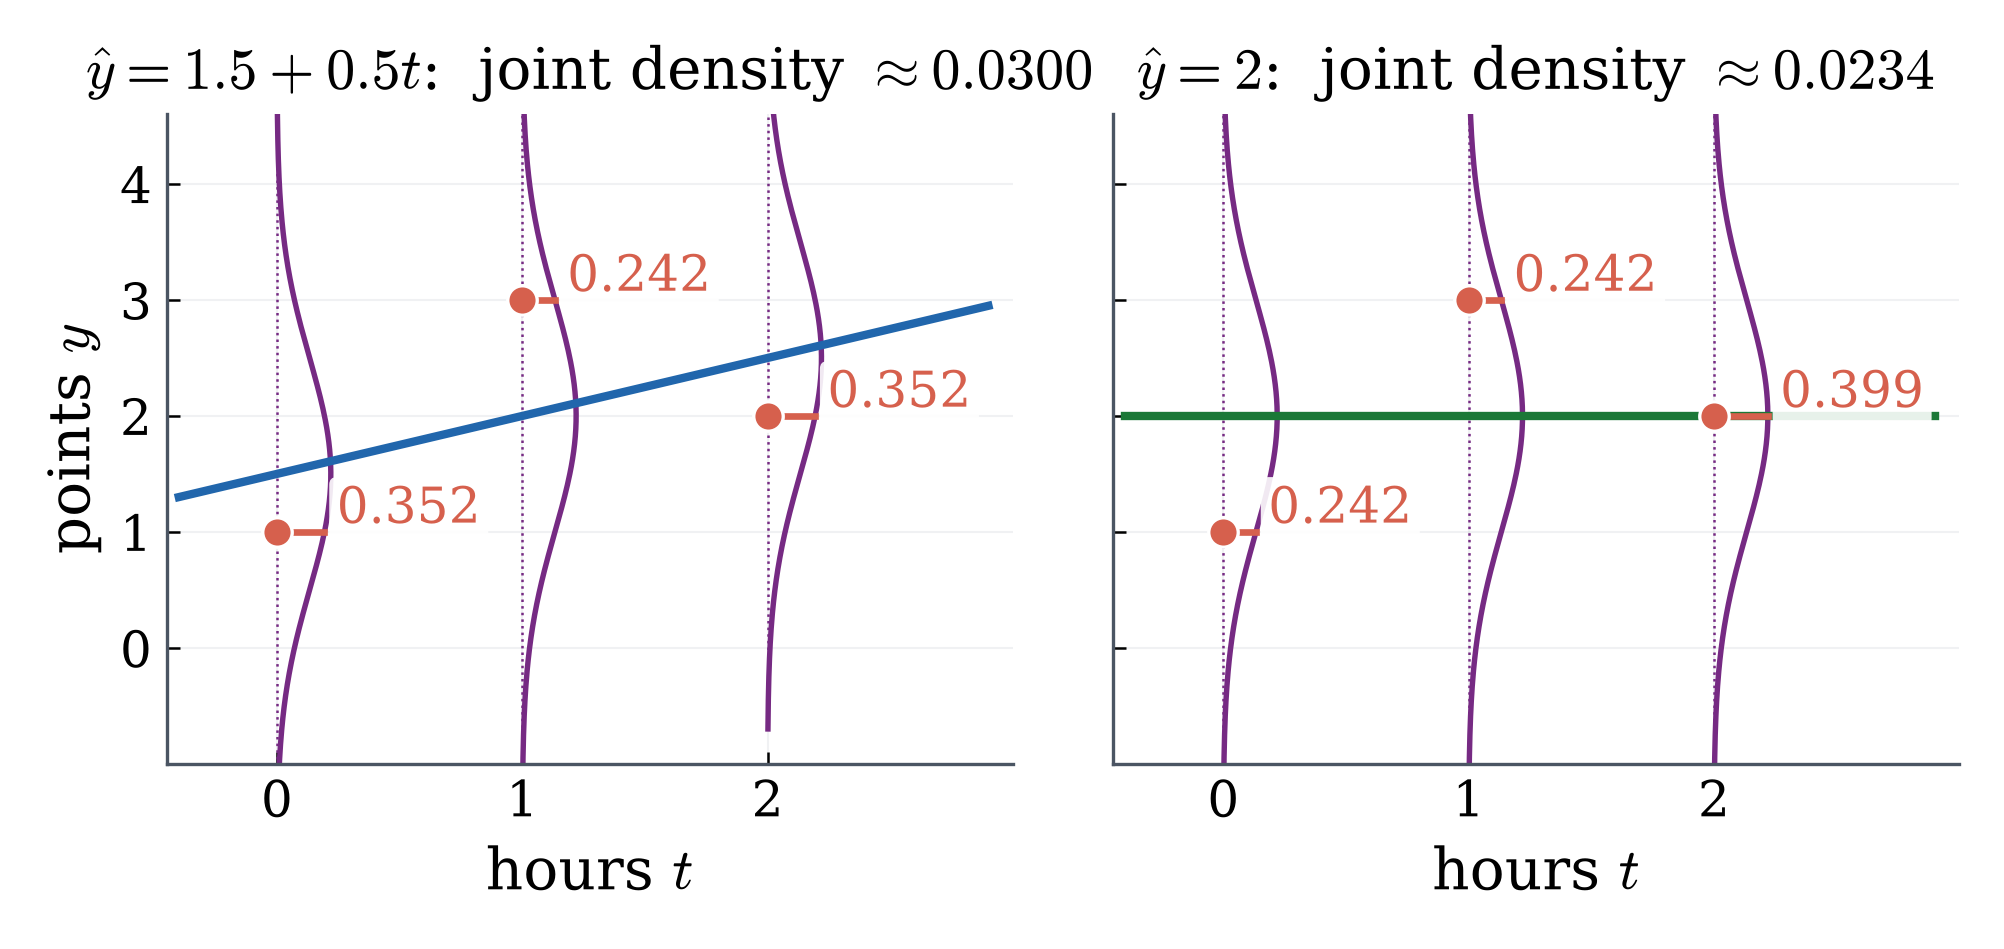 ŷ = 1.5 + 0.5t: joint density ≈ 0.0300
points y
4
3
2
1
0
0.242
0.352
0.352
0 1 2
hours t
ŷ = 2: joint density ≈ 0.0234
0.242
0.399
0.242
0 1 2
hours t